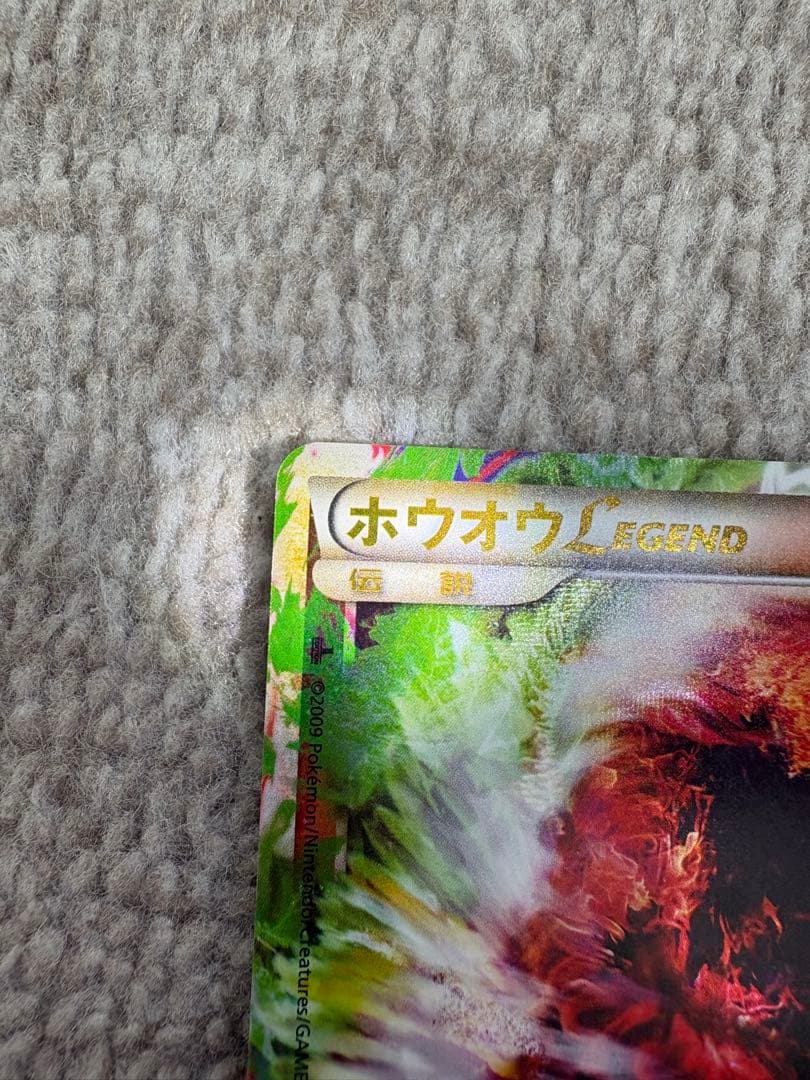 ホウオウLEGEND
伝説
©2009 Pokémon/Nintendo/Creatures/GAME